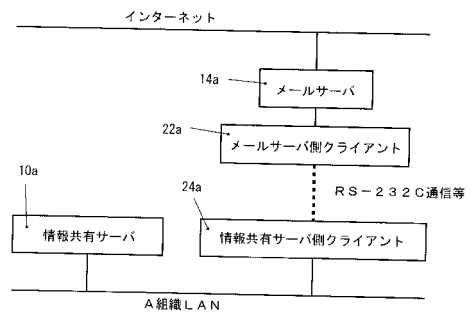 インターネット
14a
メールサーバ
22a
メールサーバ側クライアント
RS-232C通信等
10a
24a
情報共有サーバ
情報共有サーバ側クライアント
A組織LAN